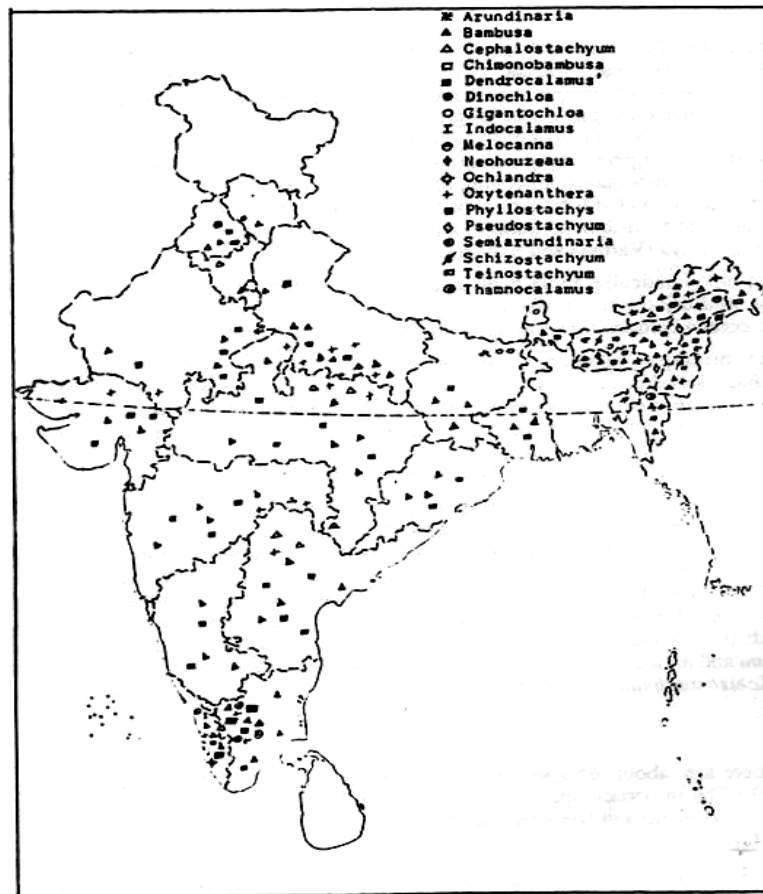 Arundinaria
Bambusa
Cephalostachyum
Chimonobambusa
Dendrocalamus'
Dinochloa
Gigantochloa
Indocalamus
Melocanna
Neohouzeaua
Ochlandra
Oxytenanthera
Phyllostachys
Pseudostachyum
Semiarundinaria
Schizostachyum
Teinostachyum
Thamnocalamus